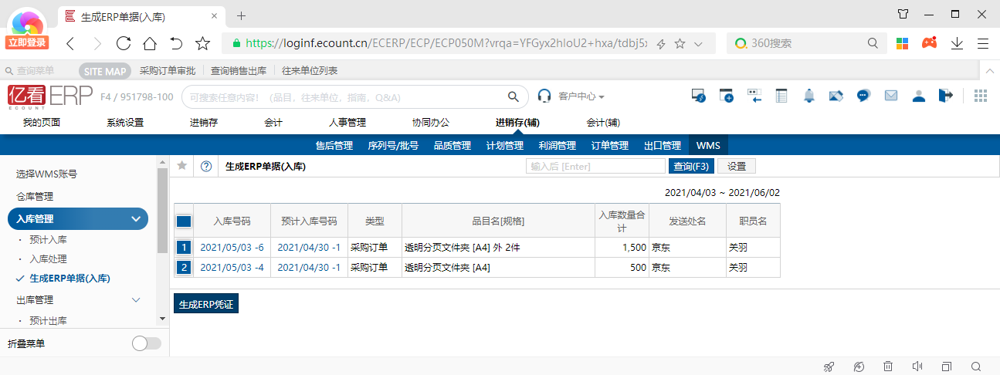 生成ERP单据(入库)
立即登录
https://loginf.ecount.cn/ECERP/ECP/ECP050M?vrqa=YFGyx2hloU2+hxa/tdbj5x
360搜索
查询菜单
SITE MAP 采购订单审批 查询销售出库 往来单位列表
亿看 ERP
ECOUNT
F4 / 951798-100
可搜索任意内容! (品目, 往来单位, 指南, Q&A)
客户中心
我的页面 系统设置 进销存 会计 人事管理 协同办公 进销存(辅) 会计(辅)
售后管理 序列号/批号 品质管理 计划管理 利润管理 订单管理 出口管理 WMS
选择WMS账号
仓库管理
入库管理
· 预计入库
· 入库处理
生成ERP单据(入库)
出库管理
· 预计出库
折叠菜单
生成ERP单据(入库)
输入后 [Enter]
查询(F3) 设置
2021/04/03 ~ 2021/06/02
入库号码 预计入库号码 类型 品目名[规格] 入库数量合计 发送处名 职员名
1 2021/05/03 -6 2021/04/30 -1 采购订单 透明分页文件夹 [A4] 外 2件 1,500 京东 关羽
2 2021/05/03 -4 2021/04/30 -1 采购订单 透明分页文件夹 [A4] 500 京东 关羽
生成ERP凭证